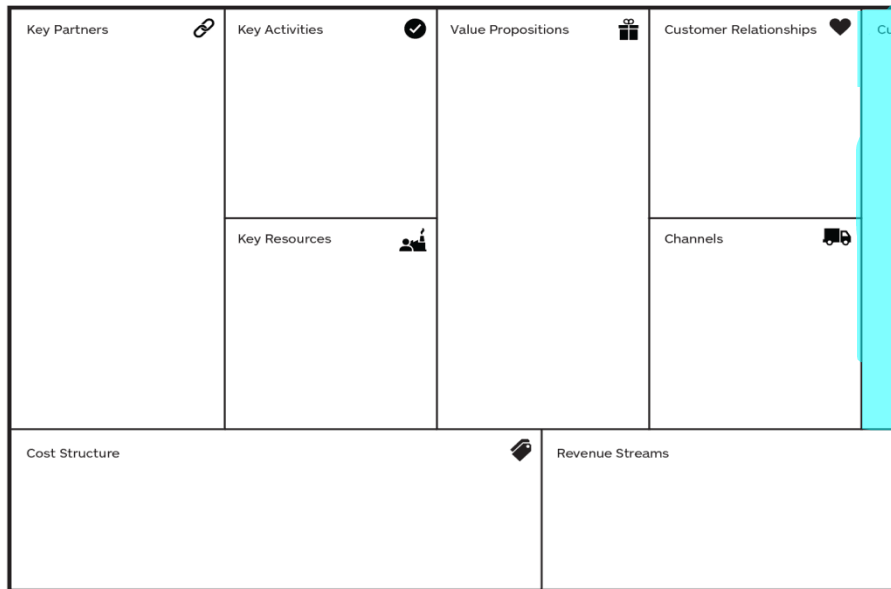 Key Partners
Key Activities
Value Propositions
Customer Relationships
Key Resources
Channels
Cost Structure
Revenue Streams